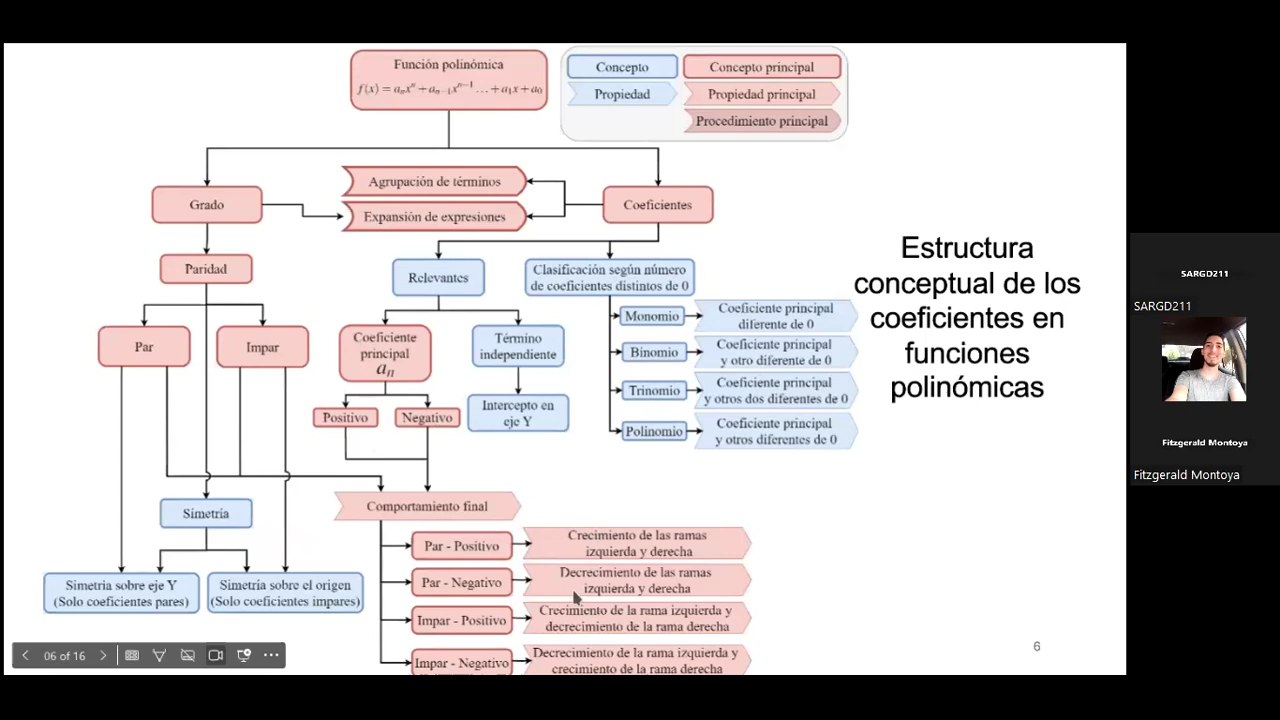 Función polinómica
f(x) = aₙxⁿ + aₙ₋₁xⁿ⁻¹ … + a₁x + a₀
Concepto
Concepto principal
Propiedad
Propiedad principal
Procedimiento principal
Grado
Agrupación de términos
Expansión de expresiones
Coeficientes
Paridad
Relevantes
Clasificación según número
de coeficientes distintos de 0
Par
Impar
Coeficiente
principal
aₙ
Término
independiente
Positivo
Negativo
Intercepto en
eje Y
Monomio
Coeficiente principal
diferente de 0
Binomio
Coeficiente principal
y otro diferente de 0
Trinomio
Coeficiente principal
y otros dos diferentes de 0
Polinomio
Coeficiente principal
y otros diferentes de 0
Estructura
conceptual de los
coeficientes en
funciones
polinómicas
Simetría
Simetría sobre eje Y
(Solo coeficientes pares)
Simetría sobre el origen
(Solo coeficientes impares)
Comportamiento final
Par - Positivo
Crecimiento de las ramas
izquierda y derecha
Par - Negativo
Decrecimiento de las ramas
izquierda y derecha
Impar - Positivo
Crecimiento de la rama izquierda y
decrecimiento de la rama derecha
Impar - Negativo
Decrecimiento de la rama izquierda y
crecimiento de la rama derecha
06 of 16
6
SARGD211
SARGD211
Fitzgerald Montoya
Fitzgerald Montoya